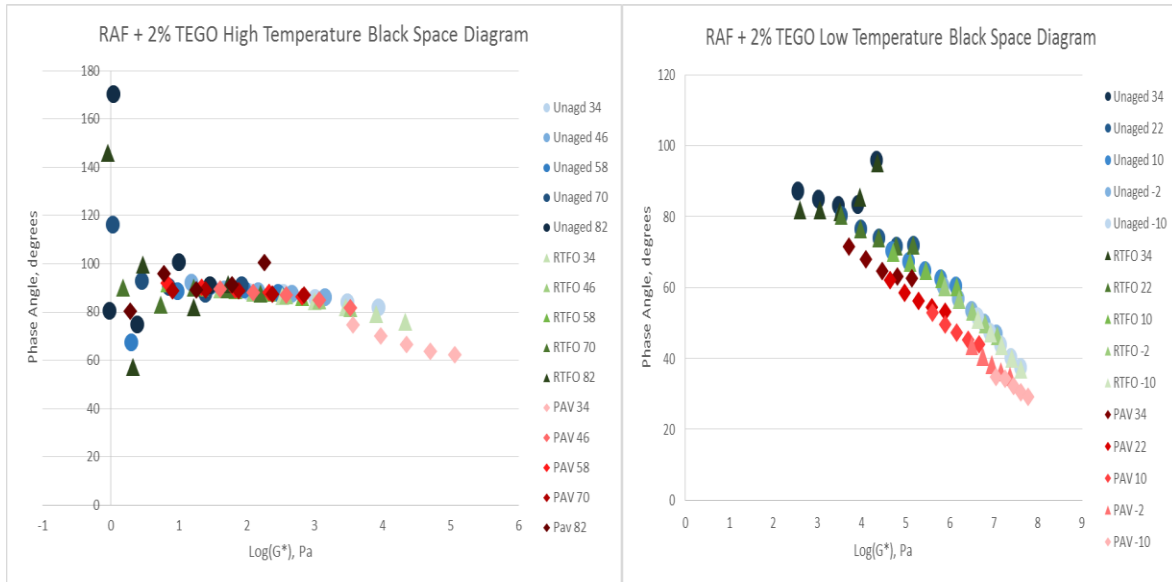 RAF + 2% TEGO High Temperature Black Space Diagram
180
160
140
120
100
80
60
40
20
0
-1
0
1
2
3
4
5
6
Phase Angle, degrees
Log(G*), Pa
Unagd 34
Unaged 46
Unaged 58
Unaged 70
Unaged 82
RTFO 34
RTFO 46
RTFO 58
RTFO 70
RTFO 82
PAV 34
PAV 46
PAV 58
PAV 70
Pav 82
RAF + 2% TEGO Low Temperature Black Space Diagram
120
100
80
60
40
20
0
0
1
2
3
4
5
6
7
8
9
Phase Angle, degrees
Log(G*), Pa
Unaged 34
Unaged 22
Unaged 10
Unaged -2
Unaged -10
RTFO 34
RTFO 22
RTFO 10
RTFO -2
RTFO -10
PAV 34
PAV 22
PAV 10
PAV -2
PAV -10